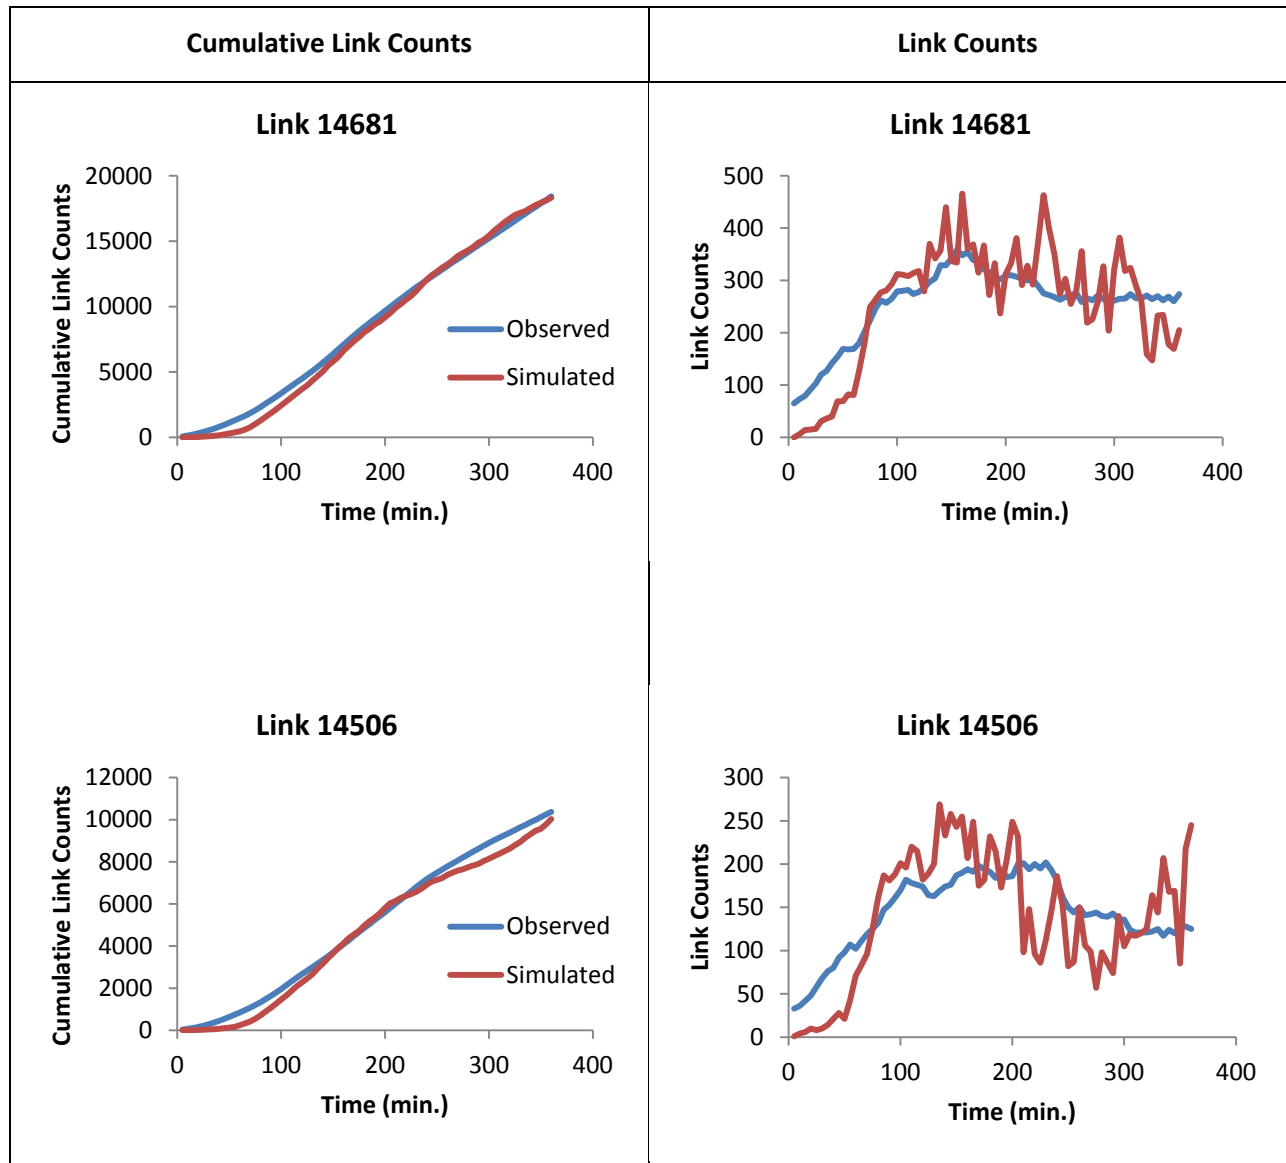 Cumulative Link Counts
Link Counts
Link 14681
Cumulative Link Counts
20000
15000
10000
5000
0
0 100 200 300 400
Time (min.)
Observed
Simulated
Link 14681
Link Counts
500
400
300
200
100
0
0 100 200 300 400
Time (min.)
Link 14506
Cumulative Link Counts
12000
10000
8000
6000
4000
2000
0
0 100 200 300 400
Time (min.)
Observed
Simulated
Link 14506
Link Counts
300
250
200
150
100
50
0
0 100 200 300 400
Time (min.)